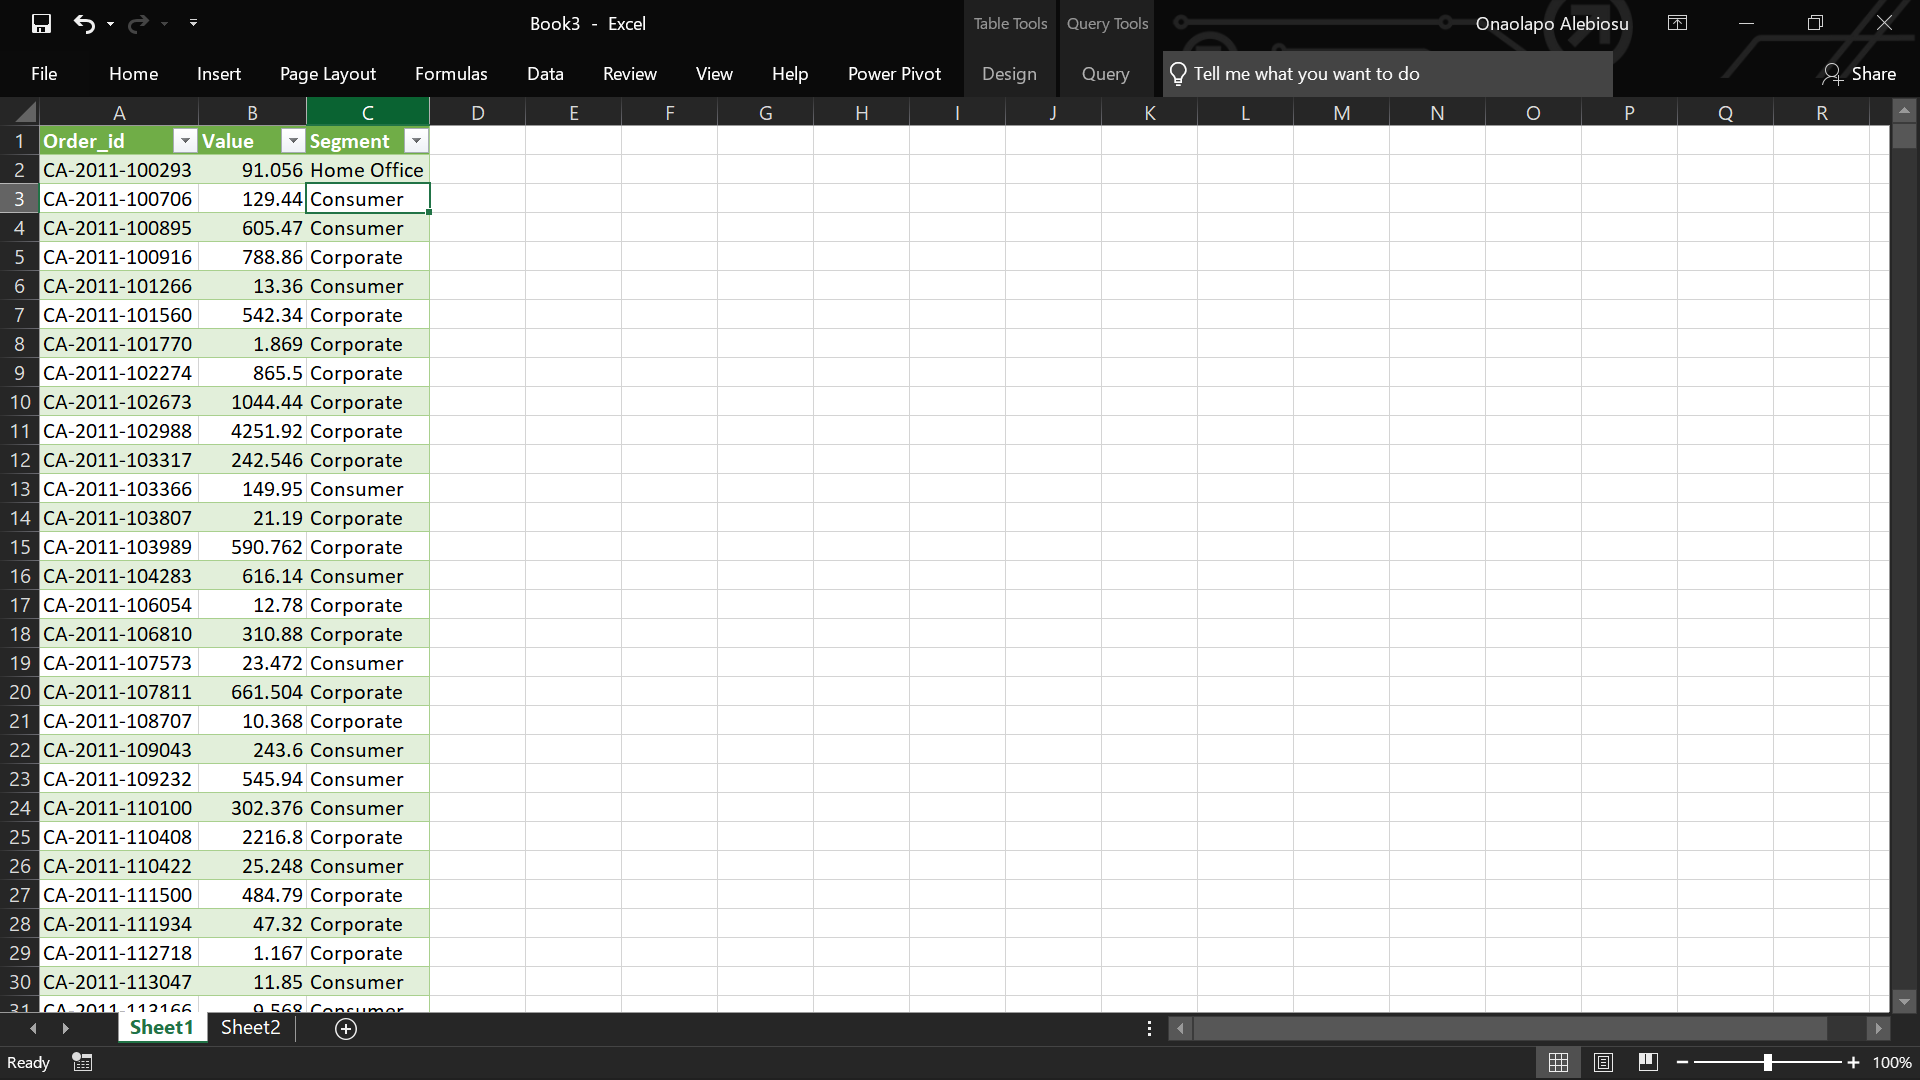 Book3 - Excel
Table Tools
Query Tools
Onaolapo Alebiosu
File Home Insert Page Layout Formulas Data Review View Help Power Pivot Design Query Tell me what you want to do Share
A B C D E F G H I J K L M N O P Q R
1 Order_id Value Segment
2 CA-2011-100293 91.056 Home Office
3 CA-2011-100706 129.44 Consumer
4 CA-2011-100895 605.47 Consumer
5 CA-2011-100916 788.86 Corporate
6 CA-2011-101266 13.36 Consumer
7 CA-2011-101560 542.34 Corporate
8 CA-2011-101770 1.869 Corporate
9 CA-2011-102274 865.5 Corporate
10 CA-2011-102673 1044.44 Corporate
11 CA-2011-102988 4251.92 Corporate
12 CA-2011-103317 242.546 Corporate
13 CA-2011-103366 149.95 Consumer
14 CA-2011-103807 21.19 Corporate
15 CA-2011-103989 590.762 Corporate
16 CA-2011-104283 616.14 Consumer
17 CA-2011-106054 12.78 Corporate
18 CA-2011-106810 310.88 Corporate
19 CA-2011-107573 23.472 Consumer
20 CA-2011-107811 661.504 Corporate
21 CA-2011-108707 10.368 Corporate
22 CA-2011-109043 243.6 Consumer
23 CA-2011-109232 545.94 Consumer
24 CA-2011-110100 302.376 Consumer
25 CA-2011-110408 2216.8 Corporate
26 CA-2011-110422 25.248 Consumer
27 CA-2011-111500 484.79 Corporate
28 CA-2011-111934 47.32 Corporate
29 CA-2011-112718 1.167 Corporate
30 CA-2011-113047 11.85 Consumer
31 CA-2011-113166 9.568 Consumer
Sheet1 Sheet2
Ready
100%